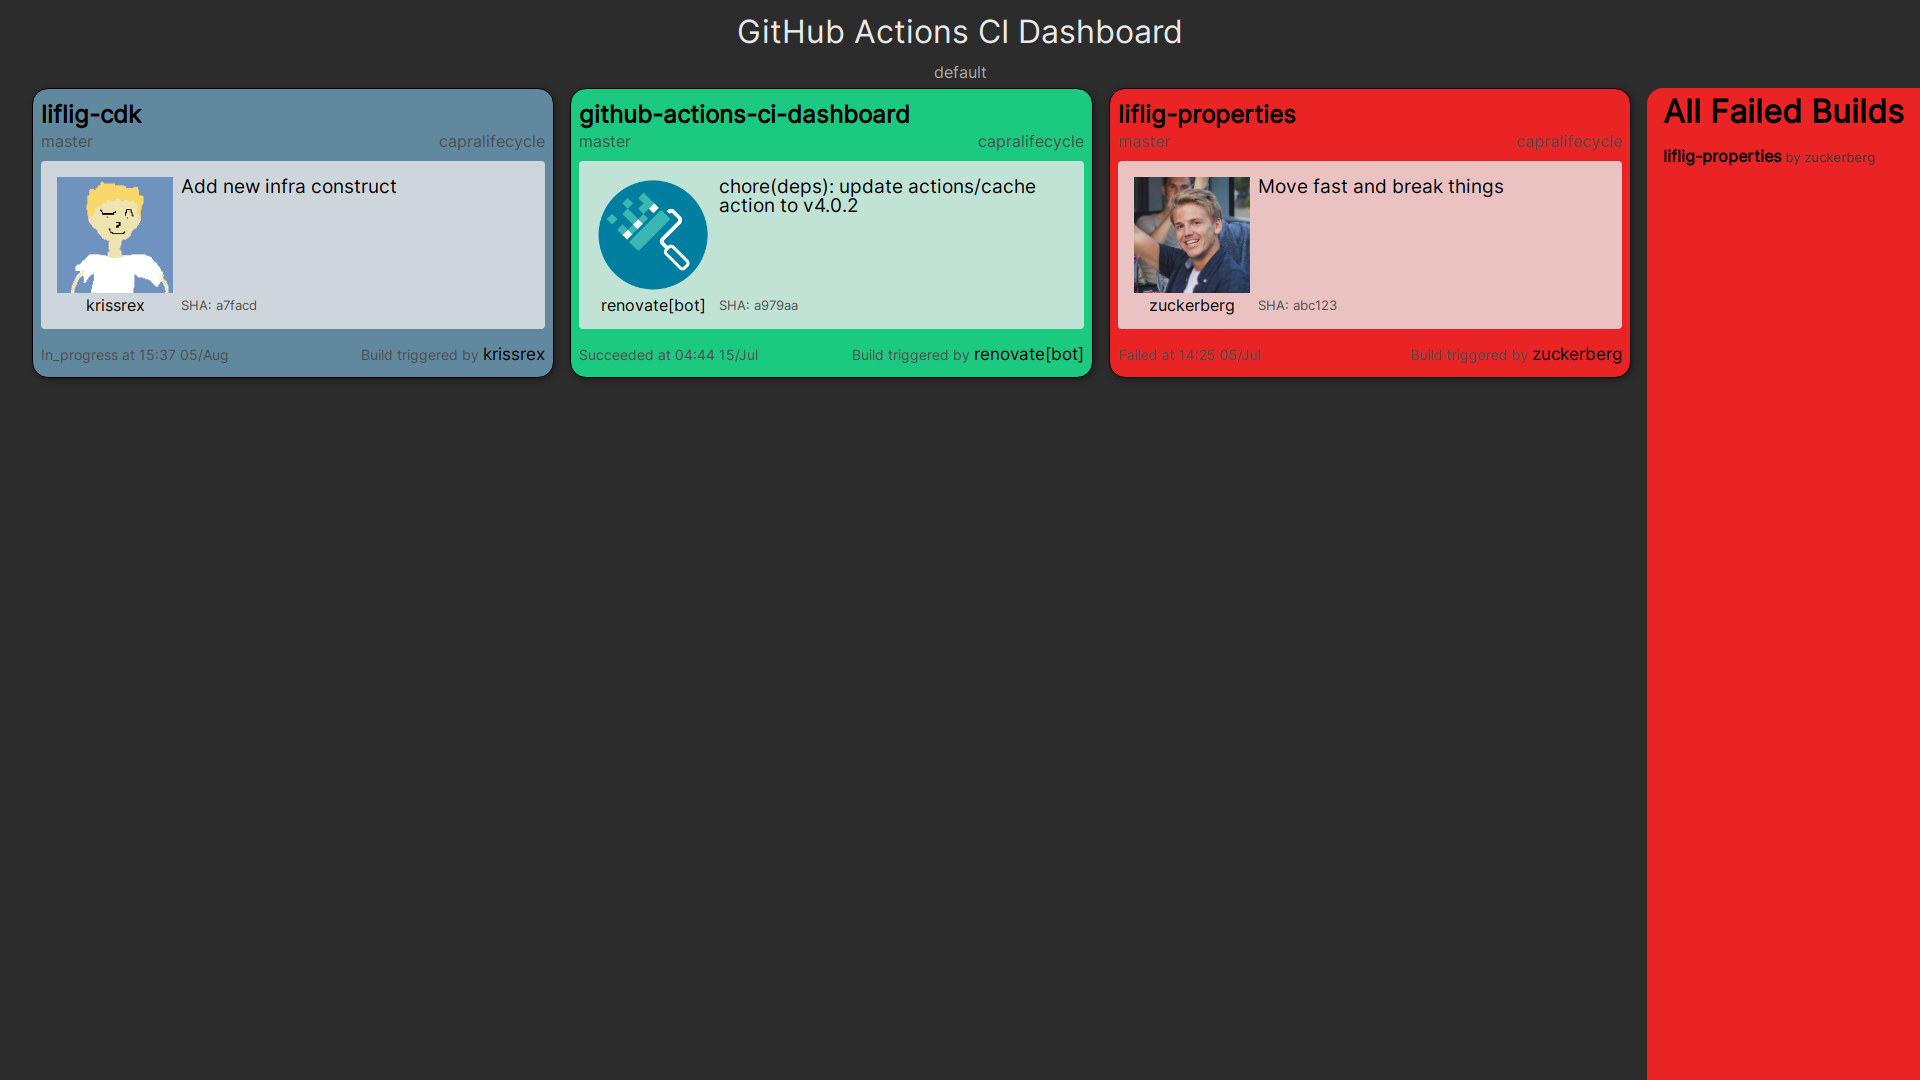 GitHub Actions CI Dashboard
default
liflig-cdk
master
capralifecycle
Add new infra construct
krissrex
SHA: a7facd
In_progress at 15:37 05/Aug
Build triggered by krissrex
github-actions-ci-dashboard
master
capralifecycle
chore(deps): update actions/cache
action to v4.0.2
renovate[bot]
SHA: a979aa
Succeeded at 04:44 15/Jul
Build triggered by renovate[bot]
liflig-properties
master
capralifecycle
Move fast and break things
zuckerberg
SHA: abc123
Failed at 14:25 05/Jul
Build triggered by zuckerberg
All Failed Builds
liflig-properties by zuckerberg